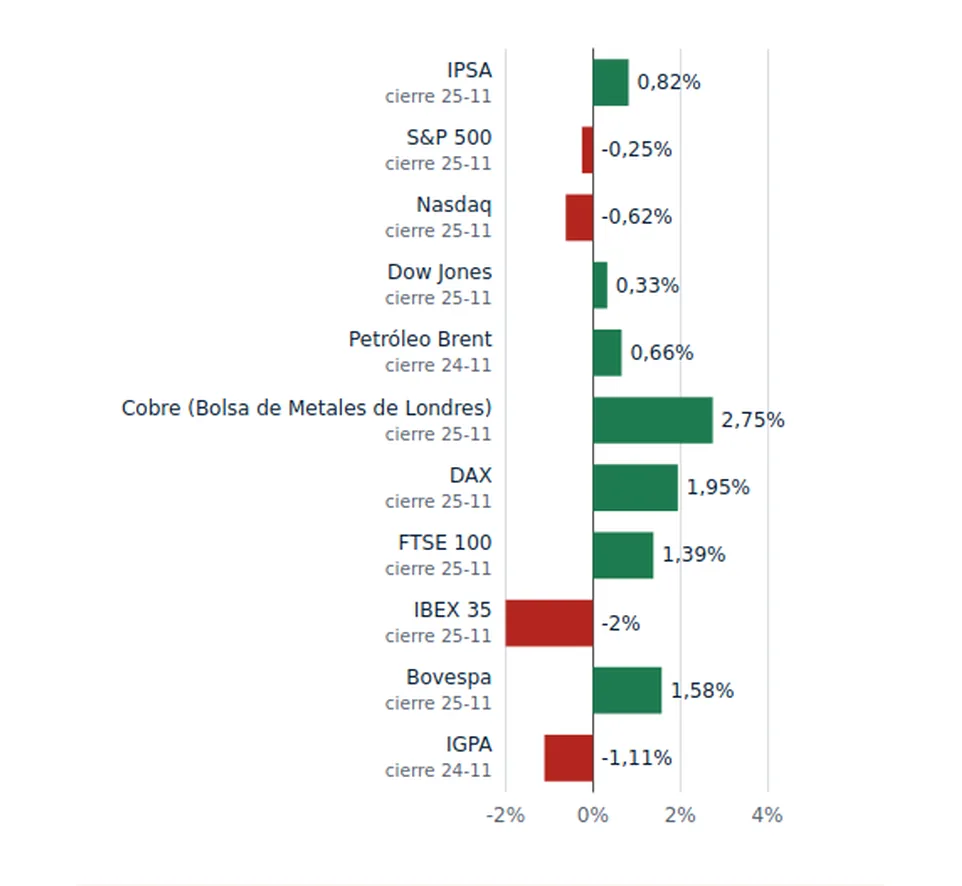 IPSA
cierre 25-11
0,82%
S&P 500
cierre 25-11
-0,25%
Nasdaq
cierre 25-11
-0,62%
Dow Jones
cierre 25-11
0,33%
Petróleo Brent
cierre 24-11
0,66%
Cobre (Bolsa de Metales de Londres)
cierre 25-11
2,75%
DAX
cierre 25-11
1,95%
FTSE 100
cierre 25-11
1,39%
IBEX 35
cierre 25-11
-2%
Bovespa
cierre 25-11
1,58%
IGPA
cierre 24-11
-1,11%
-2% 0% 2% 4%